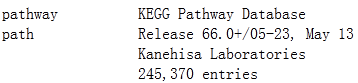 pathway KEGG Pathway Database
path Release 66.0+/05-23, May 13
Kanehisa Laboratories
245,370 entries